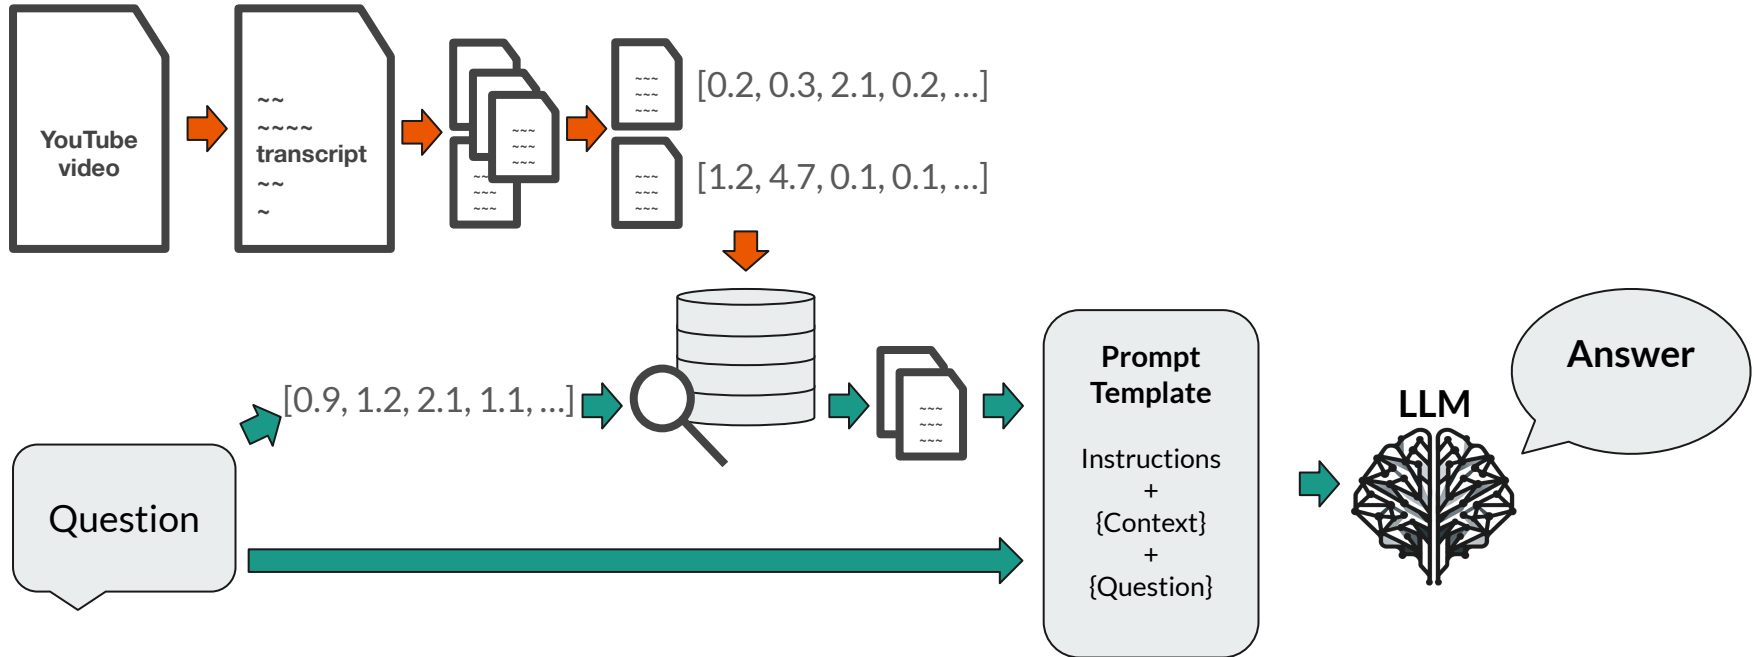 YouTube
video
~~
~~~~
transcript
~~
~
~~~
~~~
~~~
~~~
~~~
~~~
~~~
~~~
~~~
[0.2, 0.3, 2.1, 0.2, …]
~~~
~~~
~~~
[1.2, 4.7, 0.1, 0.1, …]
Question
[0.9, 1.2, 2.1, 1.1, …]
~~~
~~~
~~~
Prompt
Template
Instructions
+
{Context}
+
{Question}
LLM
Answer